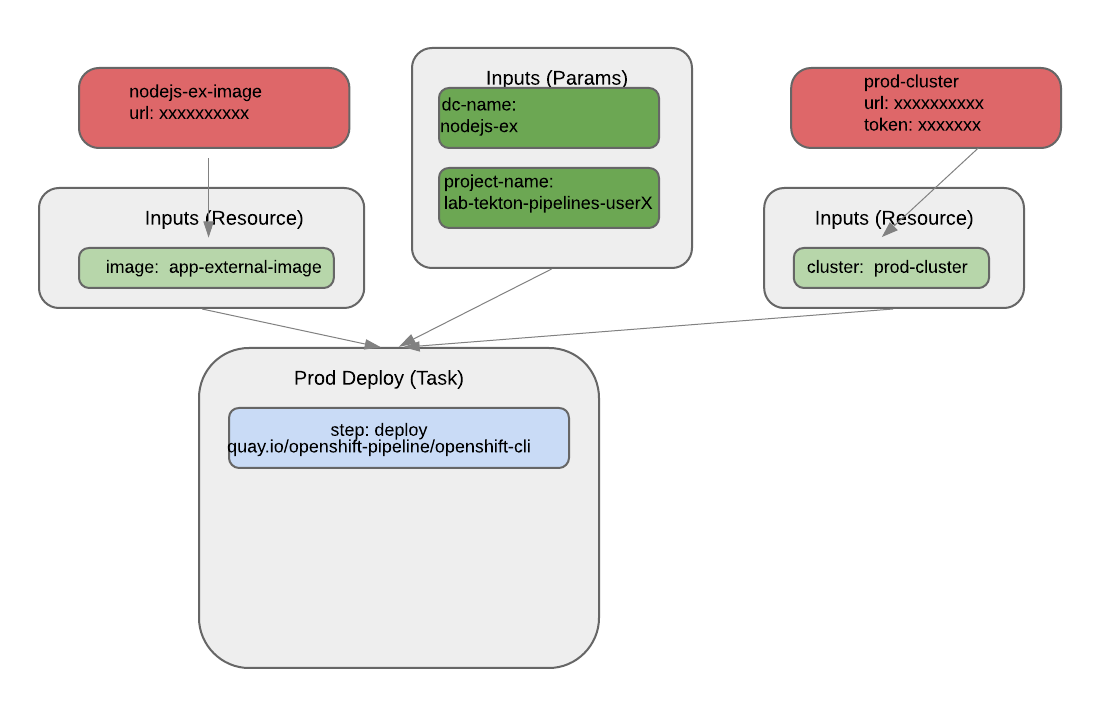 nodejs-ex-image
url: xxxxxxxxxx
Inputs (Params)
dc-name:
nodejs-ex
project-name:
lab-tekton-pipelines-userX
prod-cluster
url: xxxxxxxxxx
token: xxxxxxx
Inputs (Resource)
image:  app-external-image
Inputs (Resource)
cluster:  prod-cluster
Prod Deploy (Task)
step: deploy
quay.io/openshift-pipeline/openshift-cli